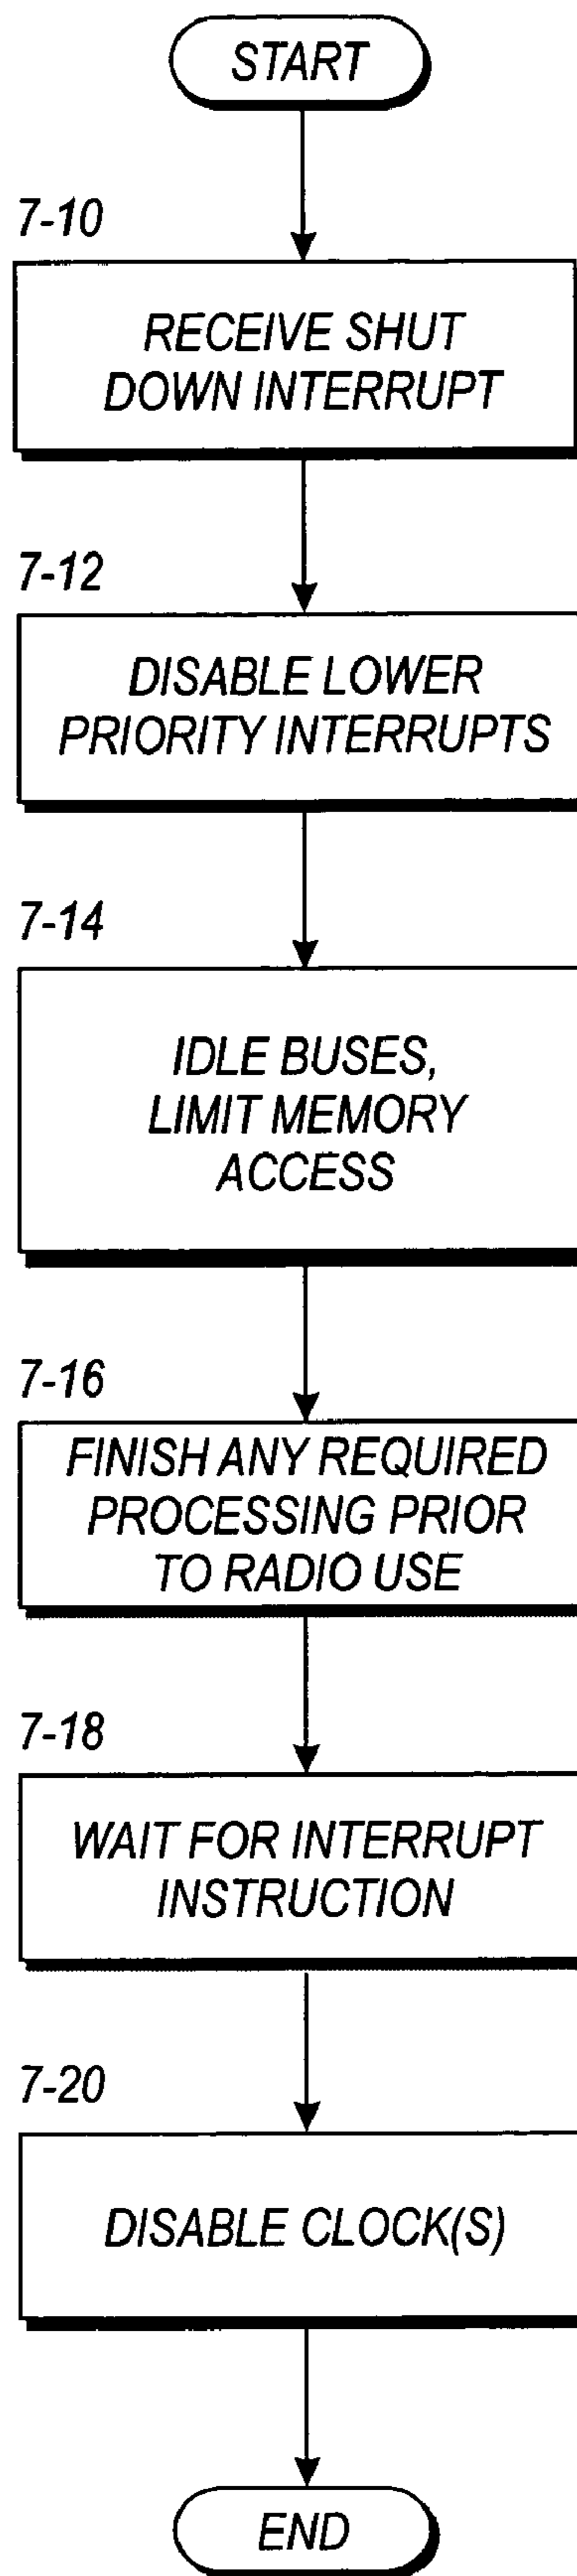 START
7-10
RECEIVE SHUT
DOWN INTERRUPT
7-12
DISABLE LOWER
PRIORITY INTERRUPTS
7-14
IDLE BUSES,
LIMIT MEMORY
ACCESS
7-16
FINISH ANY REQUIRED
PROCESSING PRIOR
TO RADIO USE
7-18
WAIT FOR INTERRUPT
INSTRUCTION
7-20
DISABLE CLOCK(S)
END